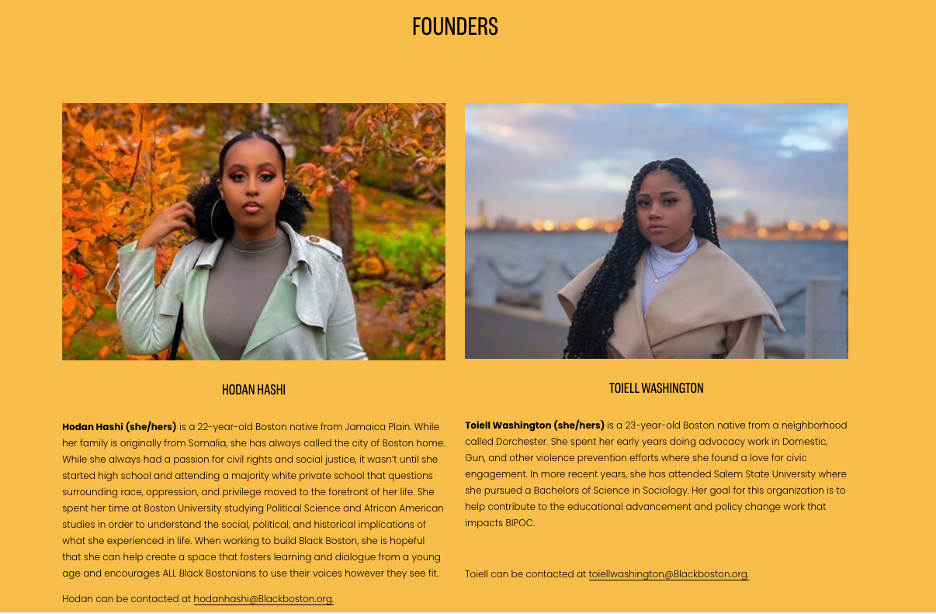 FOUNDERS
HODAN HASHI
Hodan Hashi (she/hers) is a 22-year-old Boston native from Jamaica Plain. While
her family is originally from Somalia, she has always called the city of Boston home.
While she always had a passion for civil rights and social justice, it wasn't until she
started high school and attending a majority white private school that questions
surrounding race, oppression, and privilege moved to the forefront of her life. She
spent her time at Boston University studying Political Science and African American
studies in order to understand the social, political, and historical implications of
what she experienced in life. When working to build Black Boston, she is hopeful
that she can help create a space that fosters learning and dialogue from a young
age and encourages ALL Black Bostonians to use their voices however they see fit.
Hodan can be contacted at hodanhashi@Blackboston.org.
TOIELL WASHINGTON
Toiell Washington (she/hers) is a 23-year-old Boston native from a neighborhood
called Dorchester. She spent her early years doing advocacy work in Domestic,
Gun, and other violence prevention efforts where she found a love for civic
engagement. In more recent years, she has attended Salem State University where
she pursued a Bachelors of Science in Sociology. Her goal for this organization is to
help contribute to the educational advancement and policy change work that
impacts BIPOC.
Toiell can be contacted at toiellwashington@Blackboston.org.